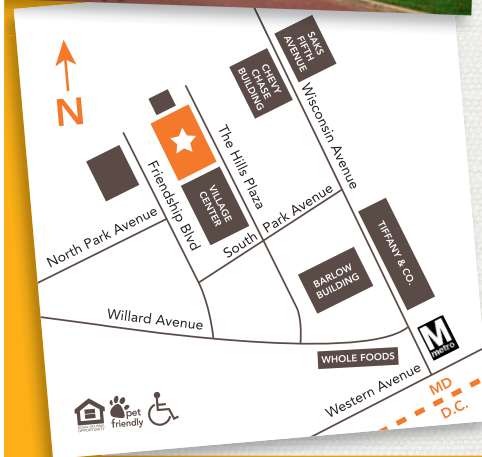 SAKS
FIFTH
AVENUE
CHEVY
CHASE
BUILDING
N
Wisconsin Avenue
The Hills Plaza
Friendship Blvd
VILLAGE
CENTER
North Park Avenue
South Park Avenue
TIFFANY & CO.
BARLOW
BUILDING
Willard Avenue
M
metro
WHOLE FOODS
Western Avenue
MD
D.C.
pet
friendly